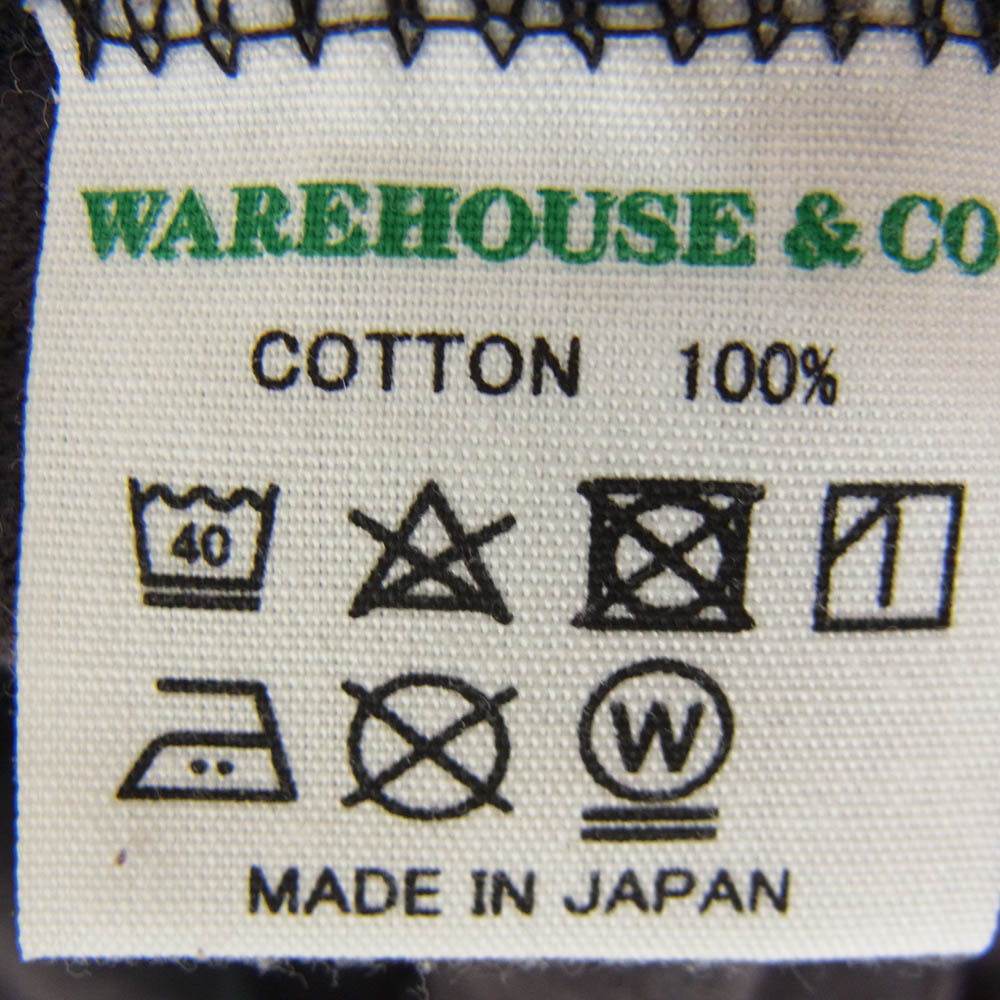 WAREHOUSE & CO
COTTON 100%
40
W
MADE IN JAPAN